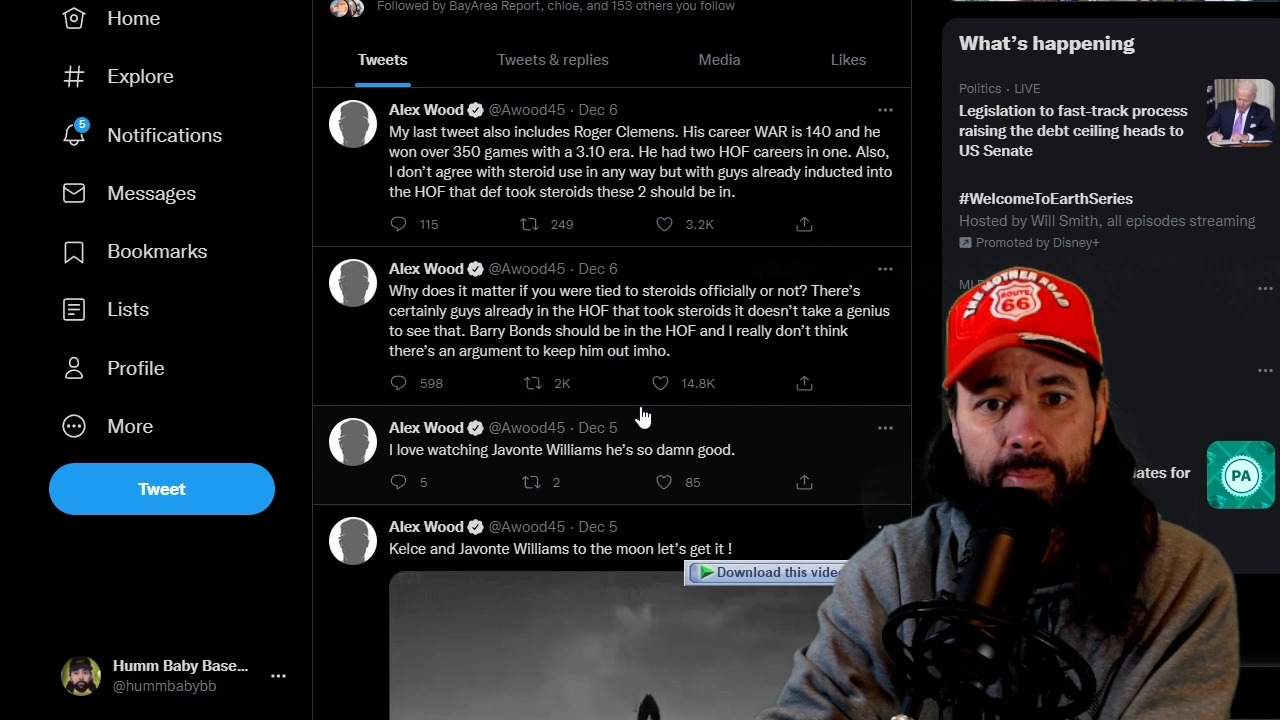 Home
Explore
5
Notifications
Messages
Bookmarks
Lists
Profile
More
Tweet
Humm Baby Base...
@hummbabybb
Followed by BayArea Report, chloe, and 153 others you follow
Tweets
Tweets & replies
Media
Likes
Alex Wood @Awood45 · Dec 6
My last tweet also includes Roger Clemens. His career WAR is 140 and he
won over 350 games with a 3.10 era. He had two HOF careers in one. Also,
I don't agree with steroid use in any way but with guys already inducted into
the HOF that def took steroids these 2 should be in.
115 249 3.2K
Alex Wood @Awood45 · Dec 6
Why does it matter if you were tied to steroids officially or not? There's
certainly guys already in the HOF that took steroids it doesn't take a genius
to see that. Barry Bonds should be in the HOF and I really don't think
there's an argument to keep him out imho.
598 2K 14.8K
Alex Wood @Awood45 · Dec 5
I love watching Javonte Williams he's so damn good.
5 2 85
Alex Wood @Awood45 · Dec 5
Kelce and Javonte Williams to the moon let's get it !
Download this
What's happening
Politics · LIVE
Legislation to fast-track process
raising the debt ceiling heads to
US Senate
#WelcomeToEarthSeries
Hosted by Will Smith, all episodes streaming
Promoted by Disney+
THE MOTHER ROAD
ROUTE
66
for
PA